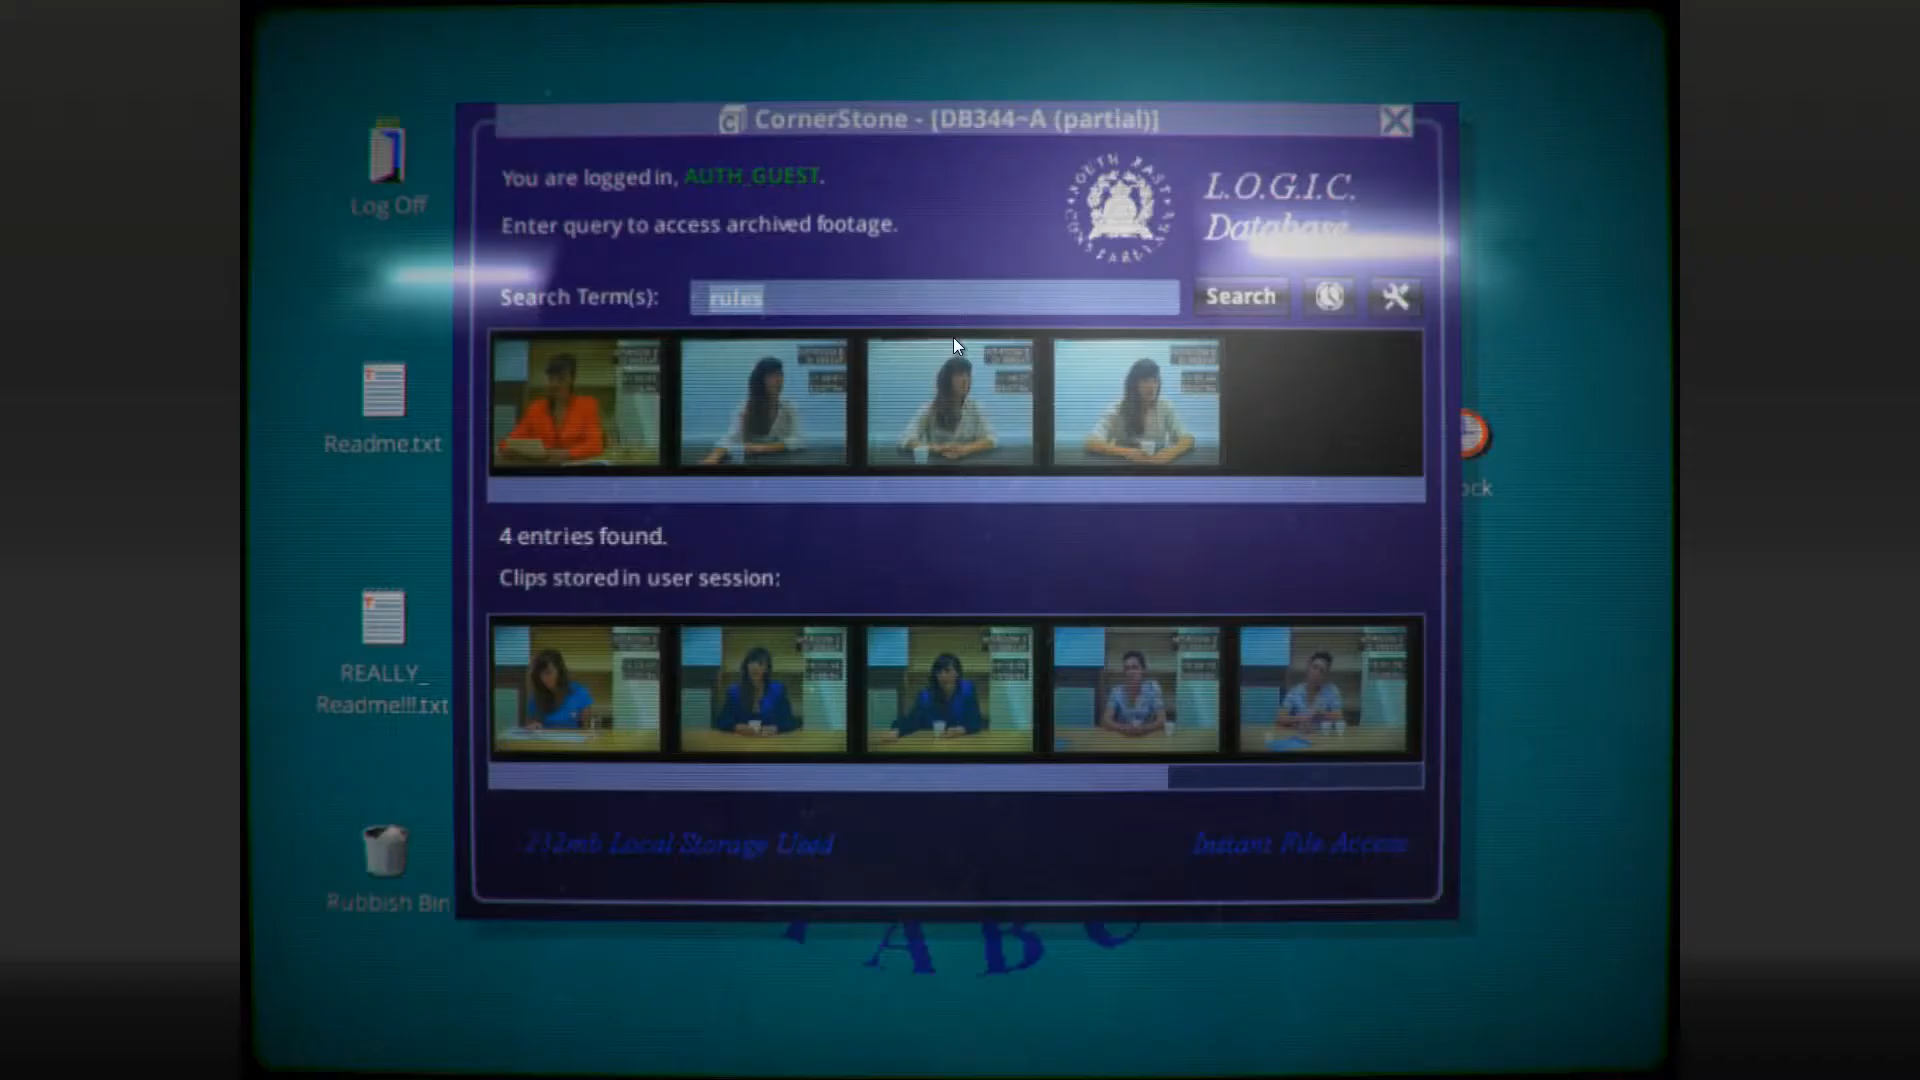 CornerStone - [DB344~A (partial)]
You are logged in, AUTH_GUEST.
Enter query to access archived footage.
L.O.G.I.C.
Database
Search Term(s):
rules
Search
4 entries found.
Clips stored in user session:
232mb Local Storage Used
Instant File Access
Log Off
Readme.txt
REALLY_
Readme!!!.txt
Rubbish Bin
ock
A B